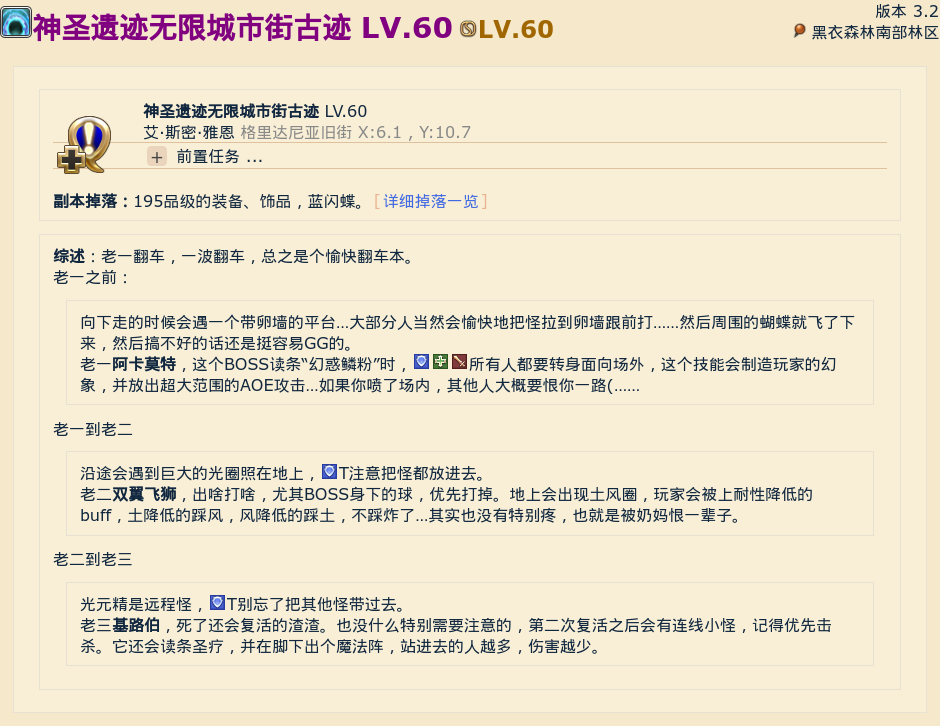 神圣遗迹无限城市街古迹 LV.60 LV.60
版本 3.2
黑衣森林南部林区
神圣遗迹无限城市街古迹 LV.60
艾·斯密·雅恩 格里达尼亚旧街 X:6.1 , Y:10.7
+ 前置任务 ...
副本掉落：195品级的装备、饰品，蓝闪蝶。 [ 详细掉落一览 ]
综述：老一翻车，一波翻车，总之是个愉快翻车本。
老一之前：
向下走的时候会遇一个带卵墙的平台...大部分人当然会愉快地把怪拉到卵墙跟前打......然后周围的蝴蝶就飞了下
来，然后搞不好的话还是挺容易GG的。
老一阿卡莫特，这个BOSS读条“幻惑鳞粉”时，所有人都要转身面向场外，这个技能会制造玩家的幻
象，并放出超大范围的AOE攻击...如果你喷了场内，其他人大概要恨你一路(......
老一到老二
沿途会遇到巨大的光圈照在地上，T注意把怪都放进去。
老二双翼飞狮，出啥打啥，尤其BOSS身下的球，优先打掉。地上会出现土风圈，玩家会被上耐性降低的
buff，土降低的踩风，风降低的踩土，不踩炸了...其实也没有特别疼，也就是被奶妈恨一辈子。
老二到老三
光元精是远程怪，T别忘了把其他怪带过去。
老三基路伯，死了还会复活的渣渣。也没什么特别需要注意的，第二次复活之后会有连线小怪，记得优先击
杀。它还会读条圣疗，并在脚下出个魔法阵，站进去的人越多，伤害越少。